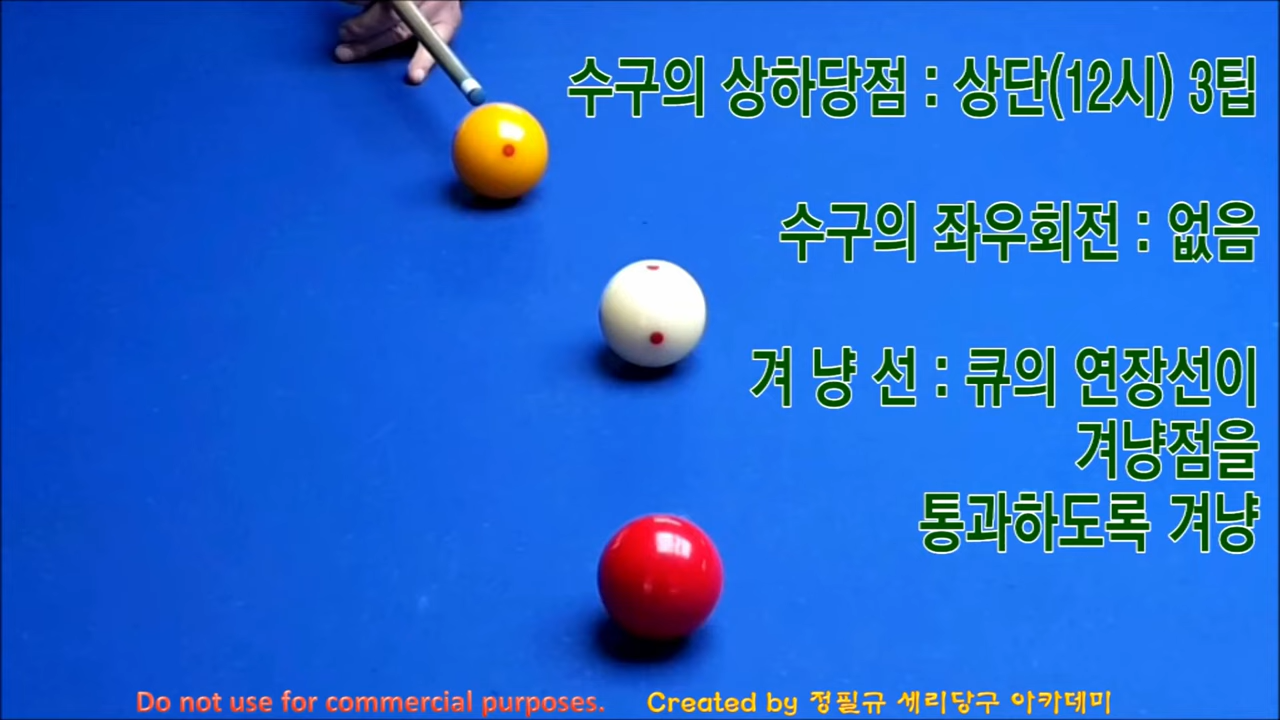 수구의 상하당점 : 상단(12시) 3팁
수구의 좌우회전 : 없음
겨 냥 선 : 큐의 연장선이
겨냥점을
통과하도록 겨냥
Do not use for commercial purposes. Created by 정필규 세리당구 아카데미